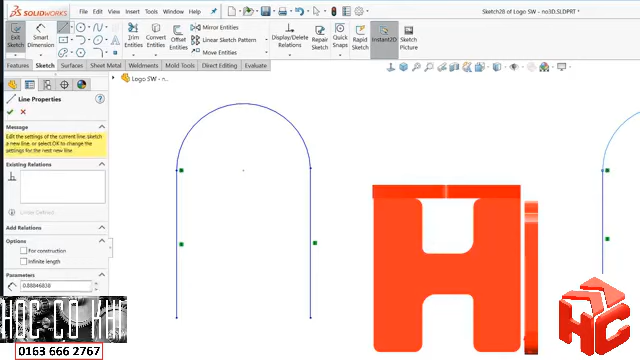 SOLIDWORKS
File Edit View Insert Tools Window Help
Sketch28 of Logo SW - no3D.SLDPRT *
Exit Sketch
Smart Dimension
Trim Entities
Convert Entities
Offset Entities
Mirror Entities
Linear Sketch Pattern
Move Entities
Display/Delete Relations
Repair Sketch
Quick Snaps
Rapid Sketch
Instant2D
Sketch Picture
Features Sketch Surfaces Sheet Metal Weldments Mold Tools Direct Editing Evaluate
Logo SW - n...
Line Properties
Message
Edit the settings of the current line, sketch
a new line, or select OK to change the
settings for the next new line.
Existing Relations
Under Defined
Add Relations
Options
For construction
Infinite length
Parameters
0.88846838
HỌC CƠ KHÍ
0163 666 2767
H
HC